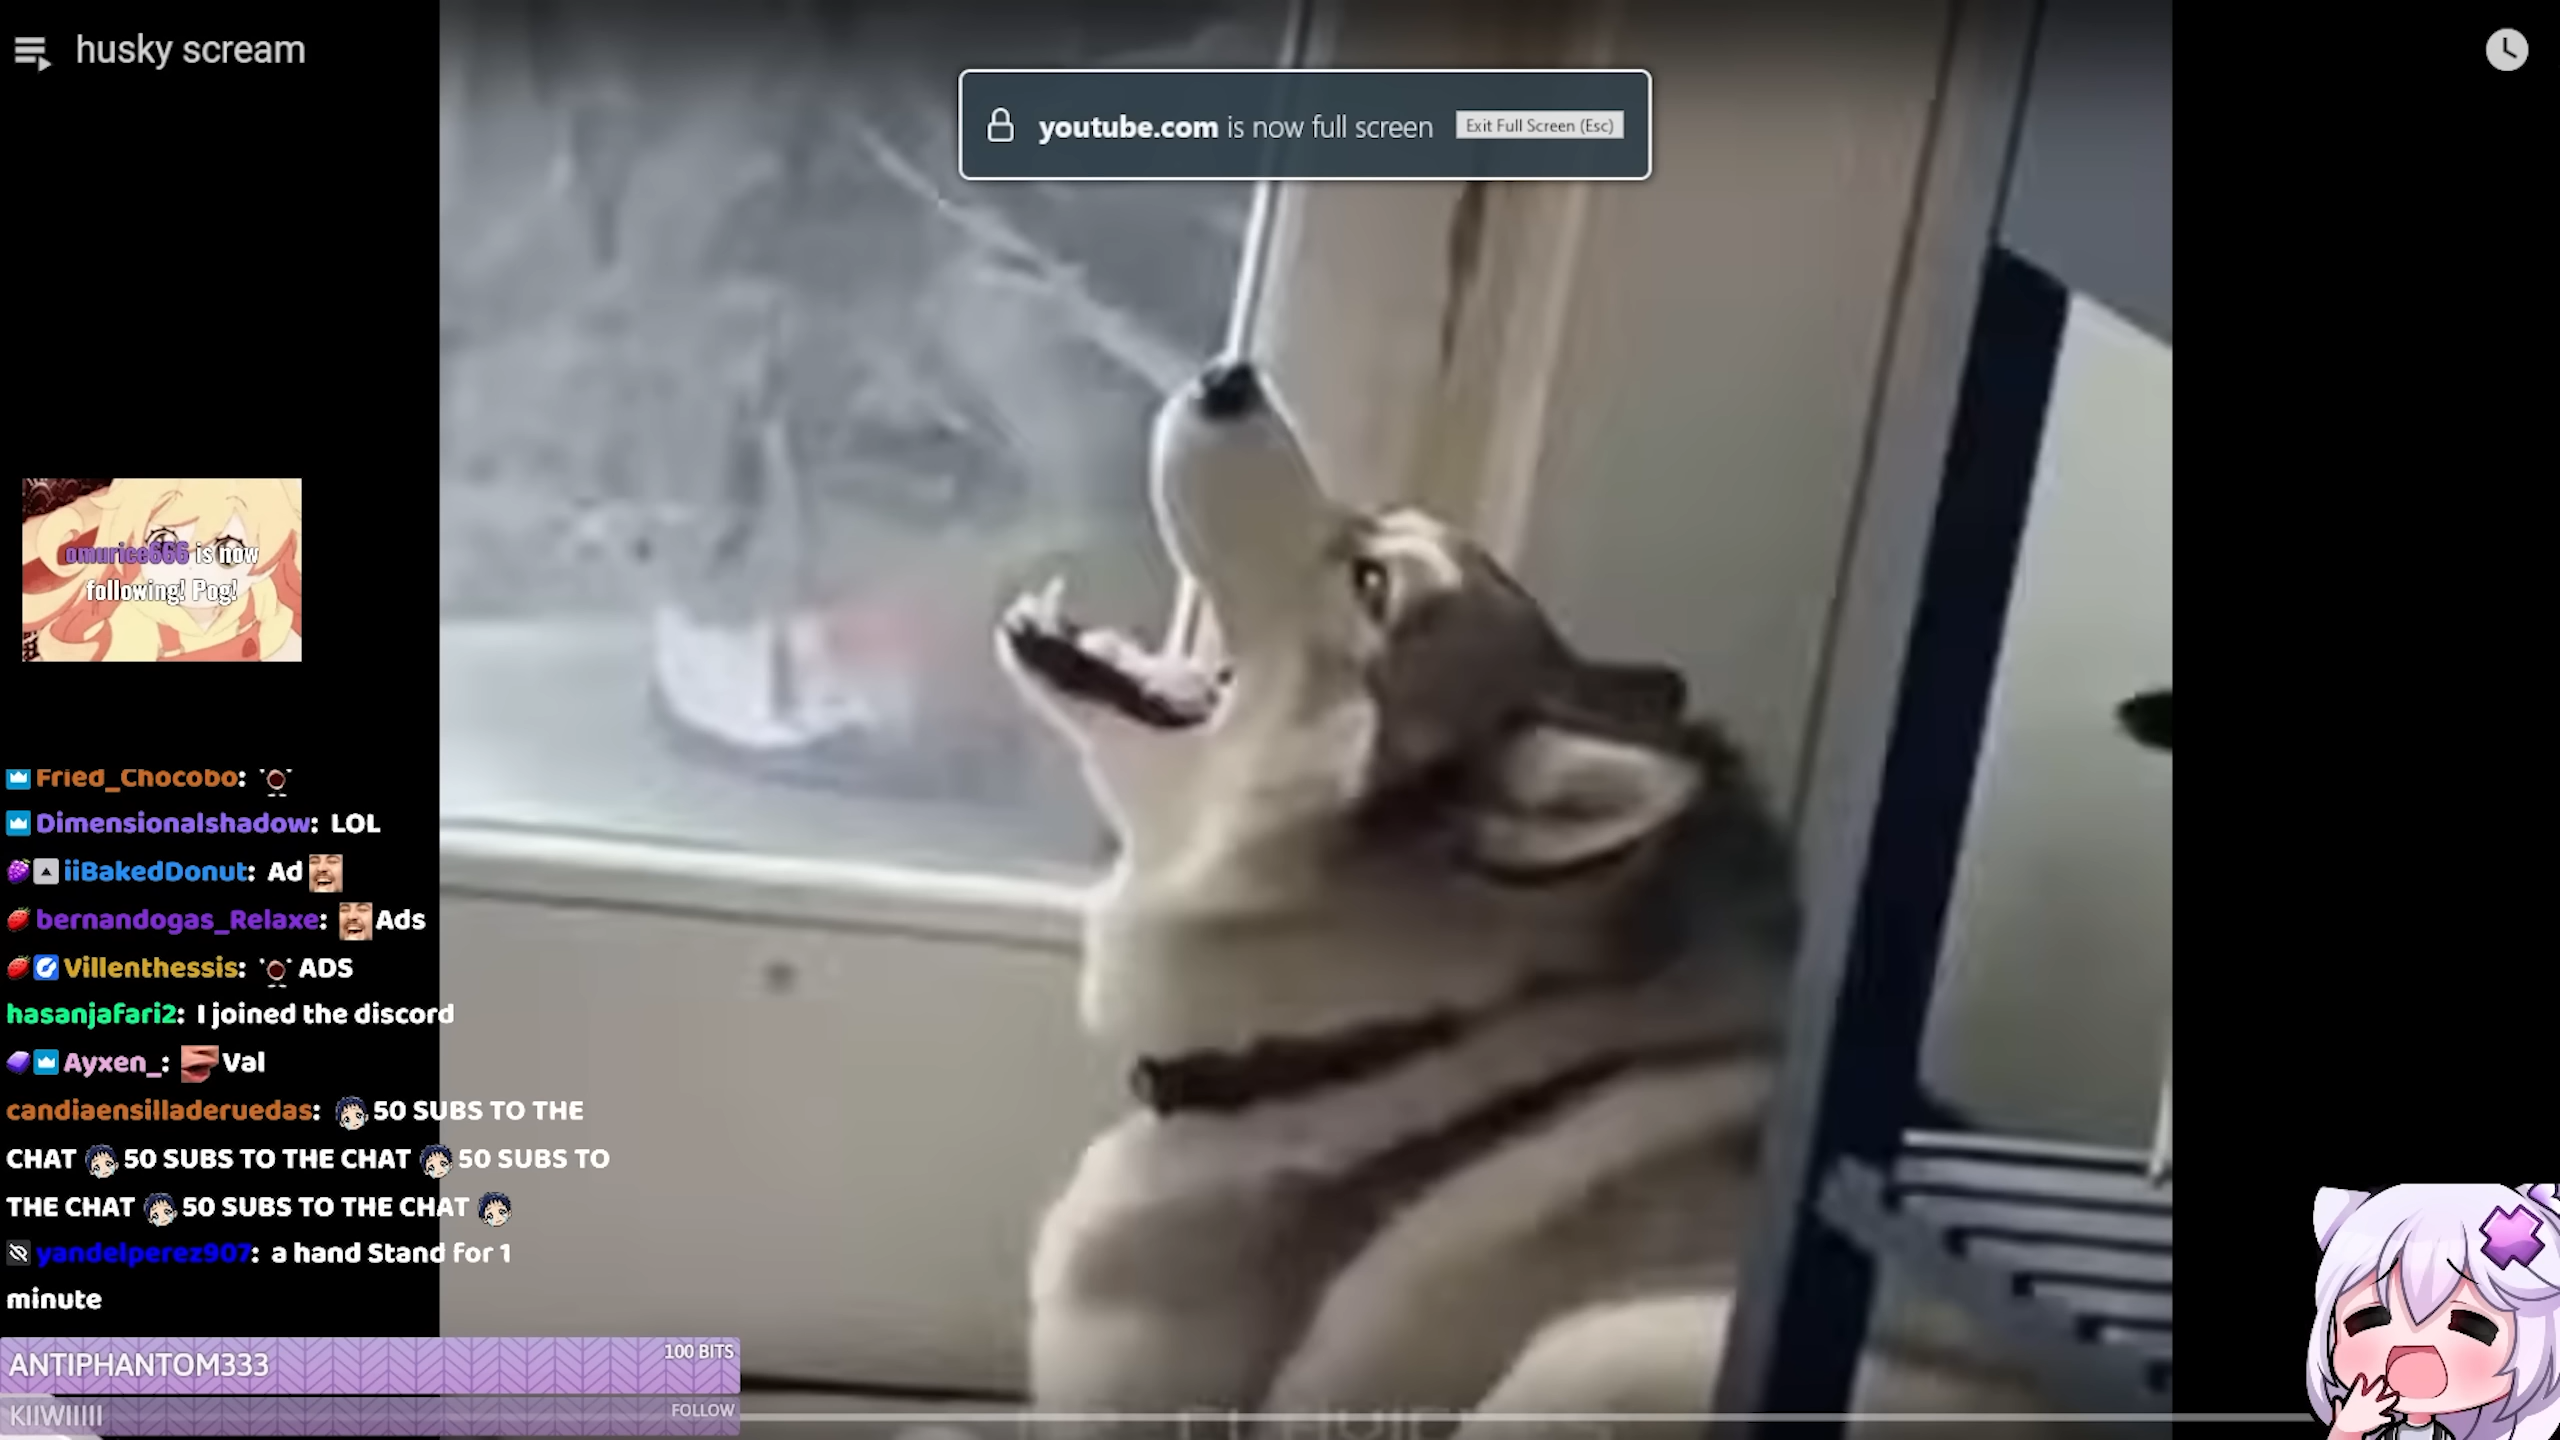 husky scream
youtube.com is now full screen Exit Full Screen (Esc)
omurice666 is now
following! Pog!
Fried_Chocobo:
Dimensionalshadow: LOL
iiBakedDonut: Ad
bernandogas_Relaxe: Ads
Villenthessis: ADS
hasanjafari2: I joined the discord
Ayxen_: Val
candiaensilladeruedas: 50 SUBS TO THE
CHAT 50 SUBS TO THE CHAT 50 SUBS TO
THE CHAT 50 SUBS TO THE CHAT
yandelperez907: a hand Stand for 1
minute
ANTIPHANTOM333 100 BITS
KIIWIIIII FOLLOW